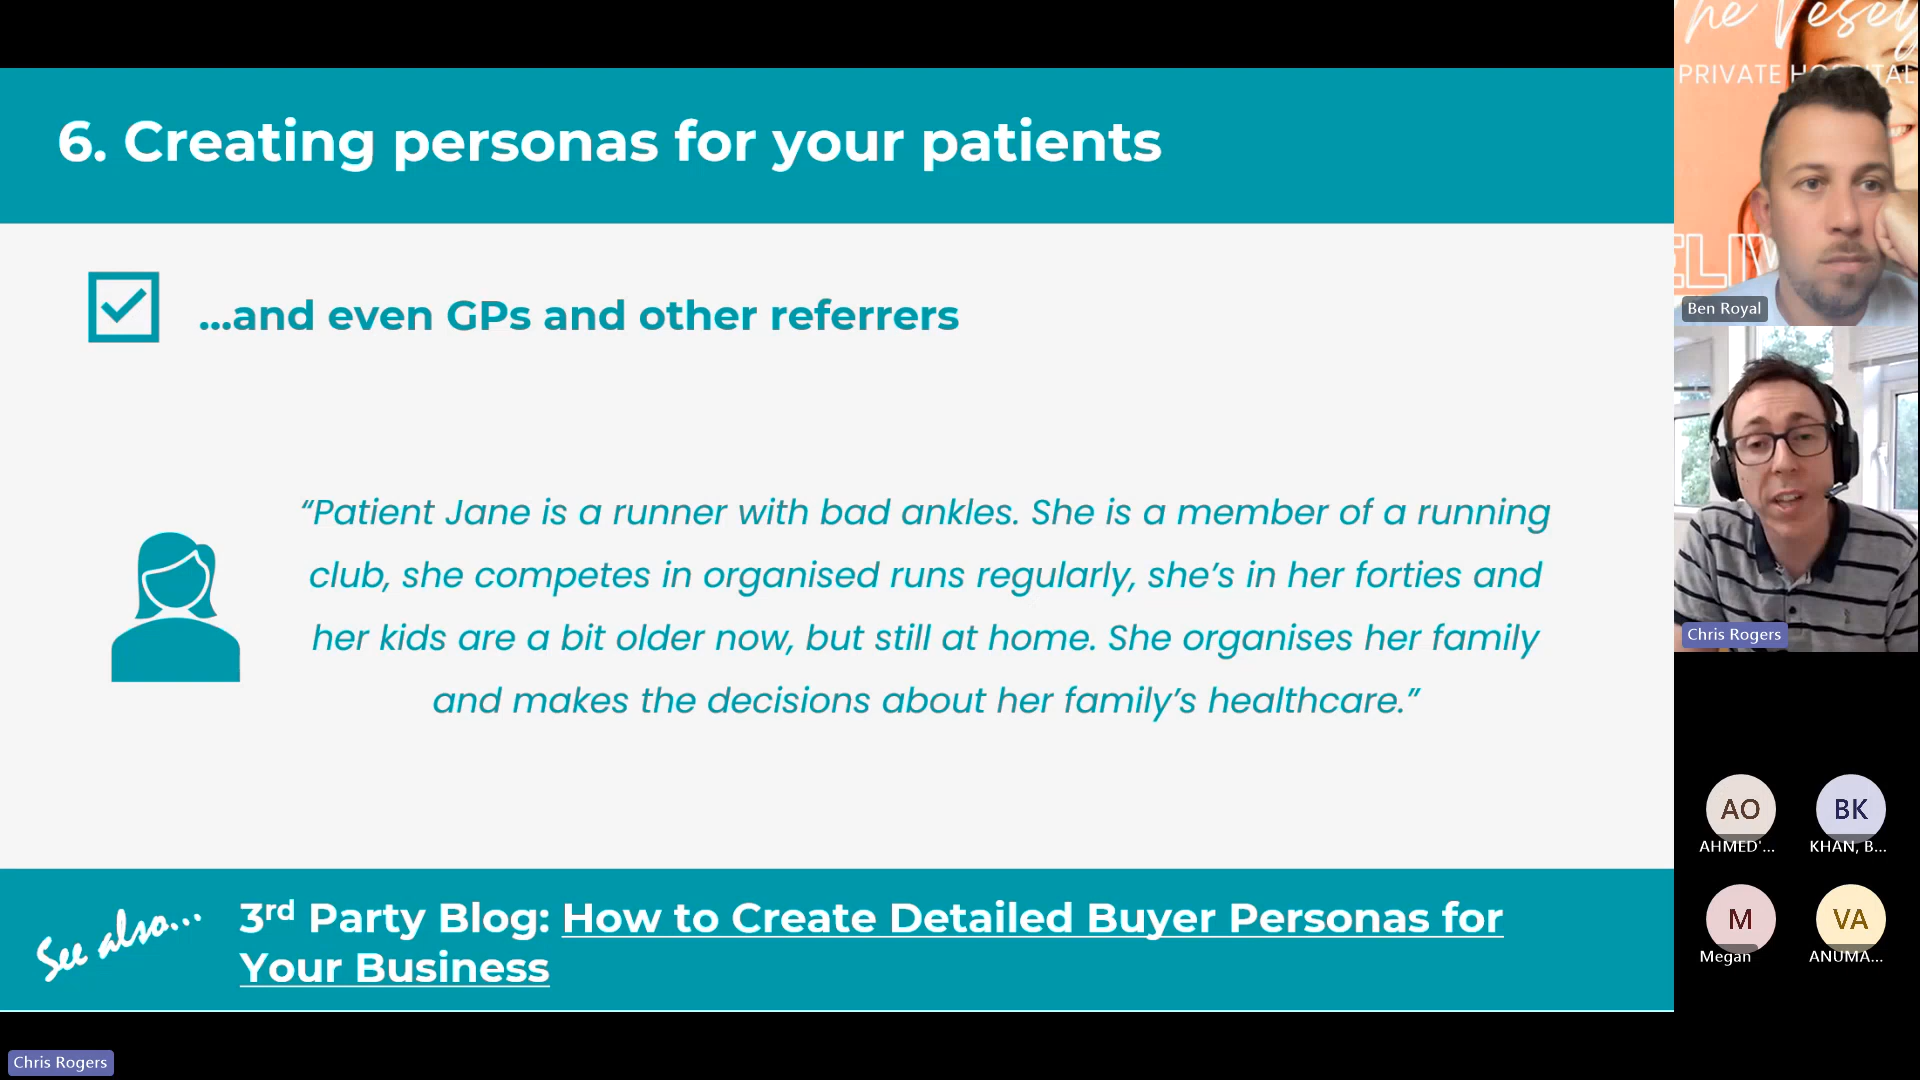 6. Creating personas for your patients
...and even GPs and other referrers
“Patient Jane is a runner with bad ankles. She is a member of a running
club, she competes in organised runs regularly, she’s in her forties and
her kids are a bit older now, but still at home. She organises her family
and makes the decisions about her family’s healthcare.”
See also...
3rd Party Blog: How to Create Detailed Buyer Personas for
Your Business
Chris Rogers
PRIVATE
Ben Royal
Chris Rogers
AO
AHMED'...
BK
KHAN, B...
M
Megan
VA
ANUMA...